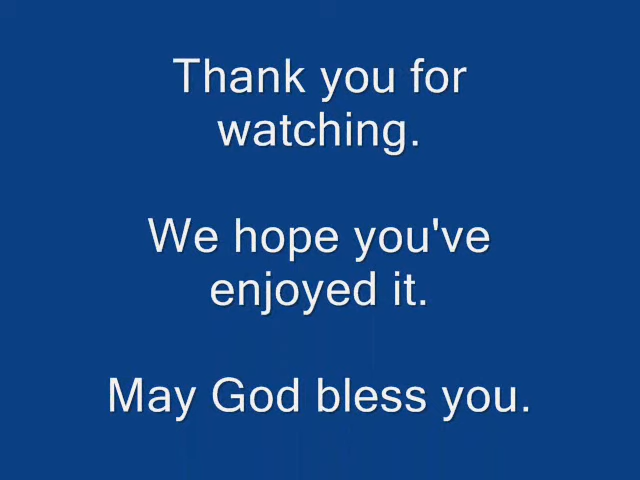 Thank you for
watching.
We hope you've
enjoyed it.
May God bless you.